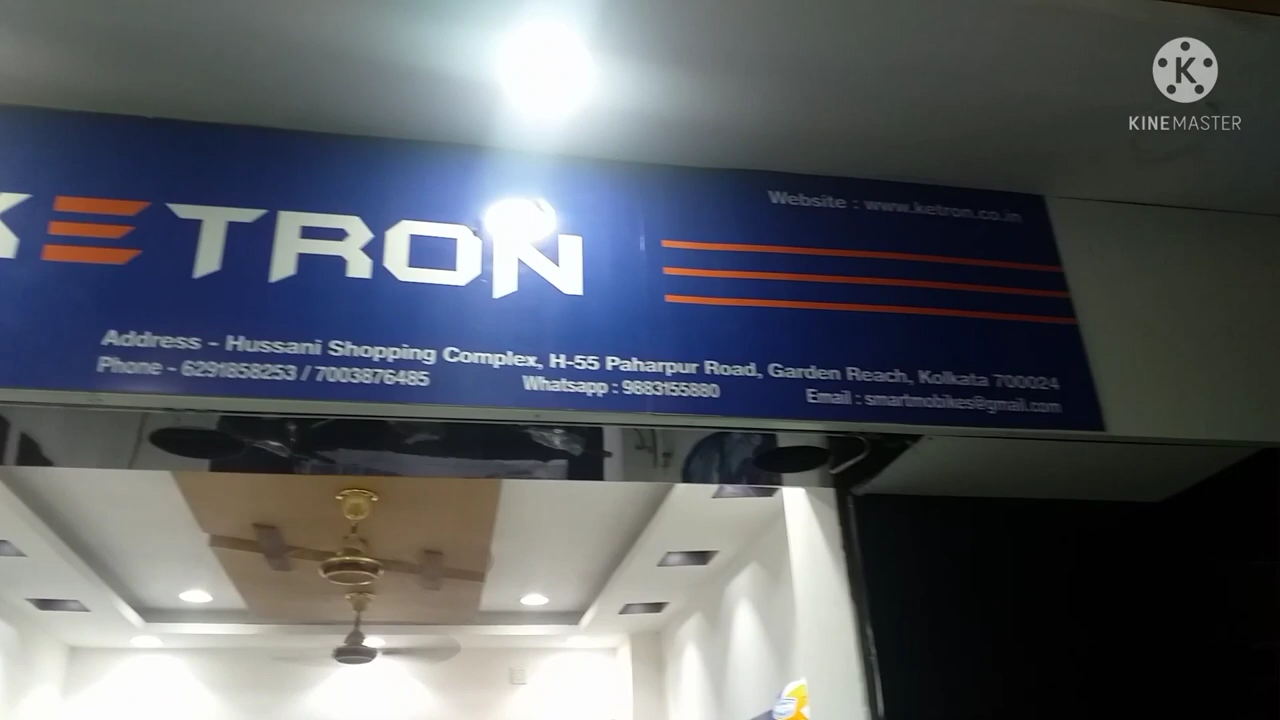 K
KINEMASTER
Website : www.ketron.co.in
KETRON
Address - Hussani Shopping Complex, H-55 Paharpur Road, Garden Reach, Kolkata 700024
Phone - 6291858253 / 7003876485 Whatsapp : 9883155880 Email : smartmobikes@gmail.com